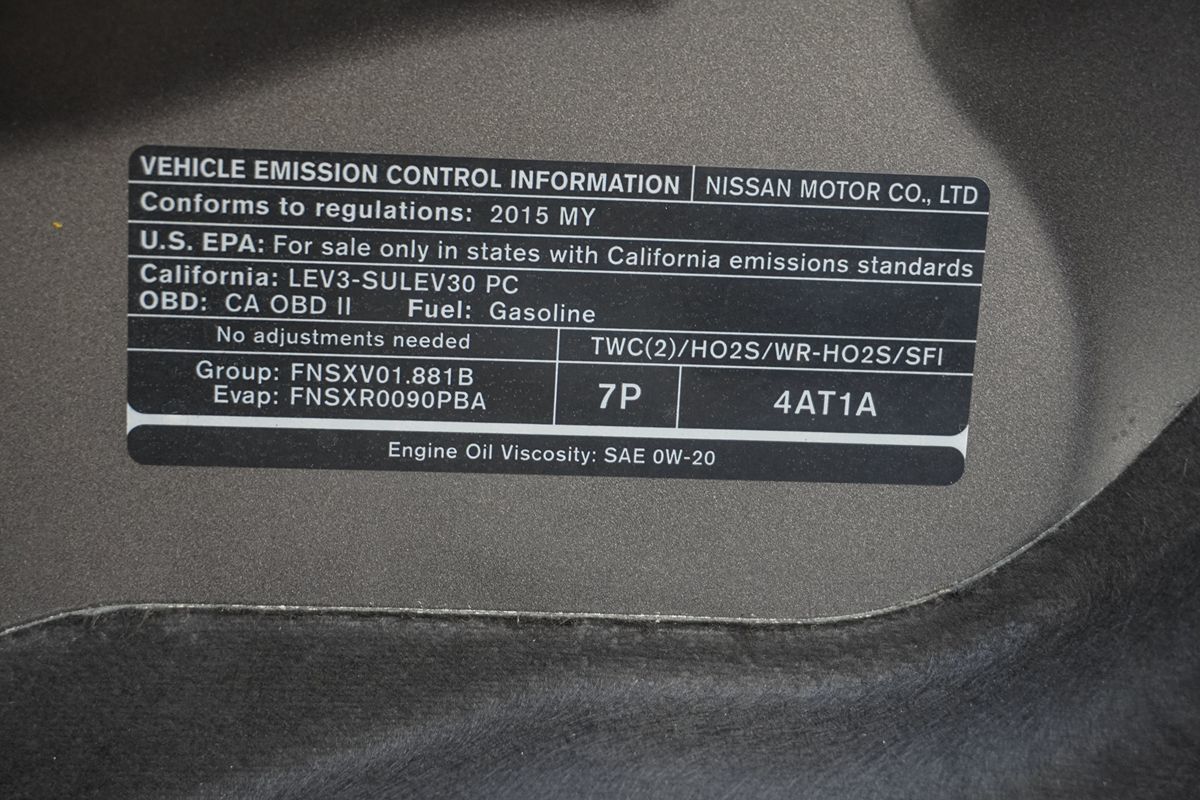 VEHICLE EMISSION CONTROL INFORMATION NISSAN MOTOR CO., LTD
Conforms to regulations: 2015 MY
U.S. EPA: For sale only in states with California emissions standards
California: LEV3-SULEV30 PC
OBD: CA OBD II Fuel: Gasoline
No adjustments needed TWC(2)/HO2S/WR-HO2S/SFI
Group: FNSXV01.881B
Evap: FNSXR0090PBA
7P 4AT1A
Engine Oil Viscosity: SAE 0W-20